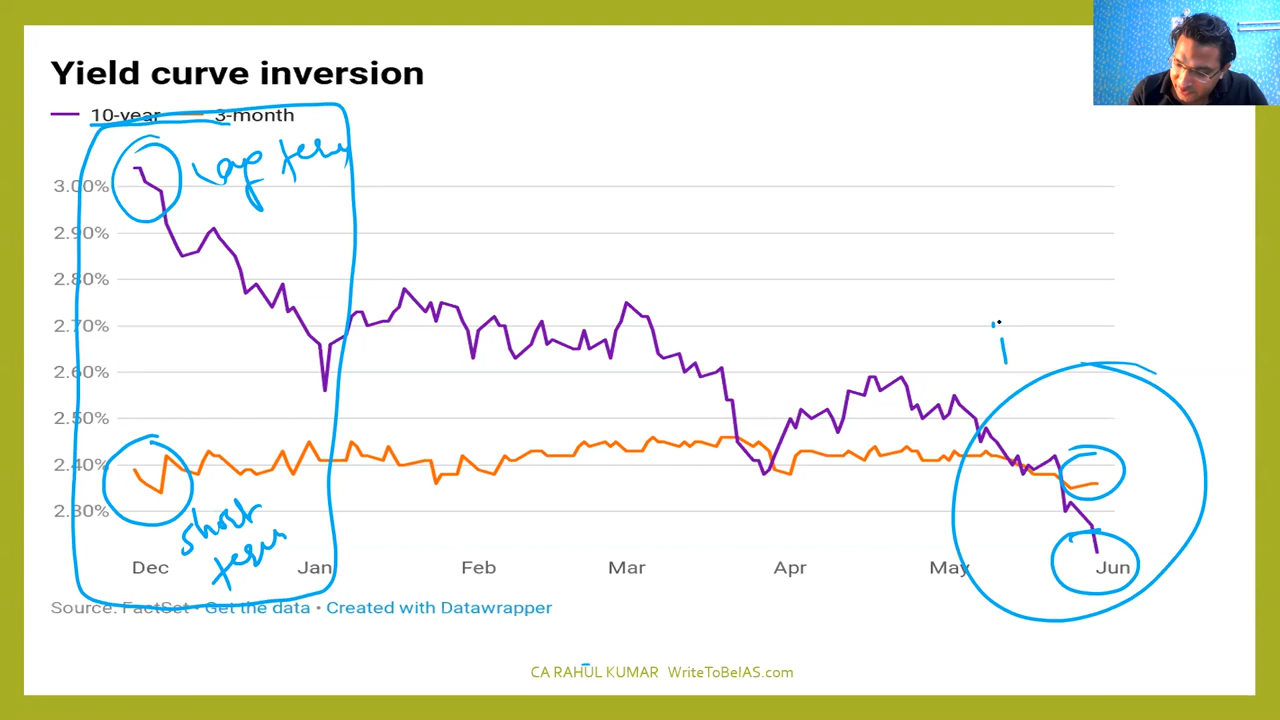 Yield curve inversion
10-year 3-month
long term
3.00%
2.90%
2.80%
2.70%
i
2.60%
2.50%
2.40%
2.30%
short
term
Dec Jan Feb Mar Apr May Jun
Source: FactSet • Get the data • Created with Datawrapper
CA RAHUL KUMAR WriteToBeIAS.com